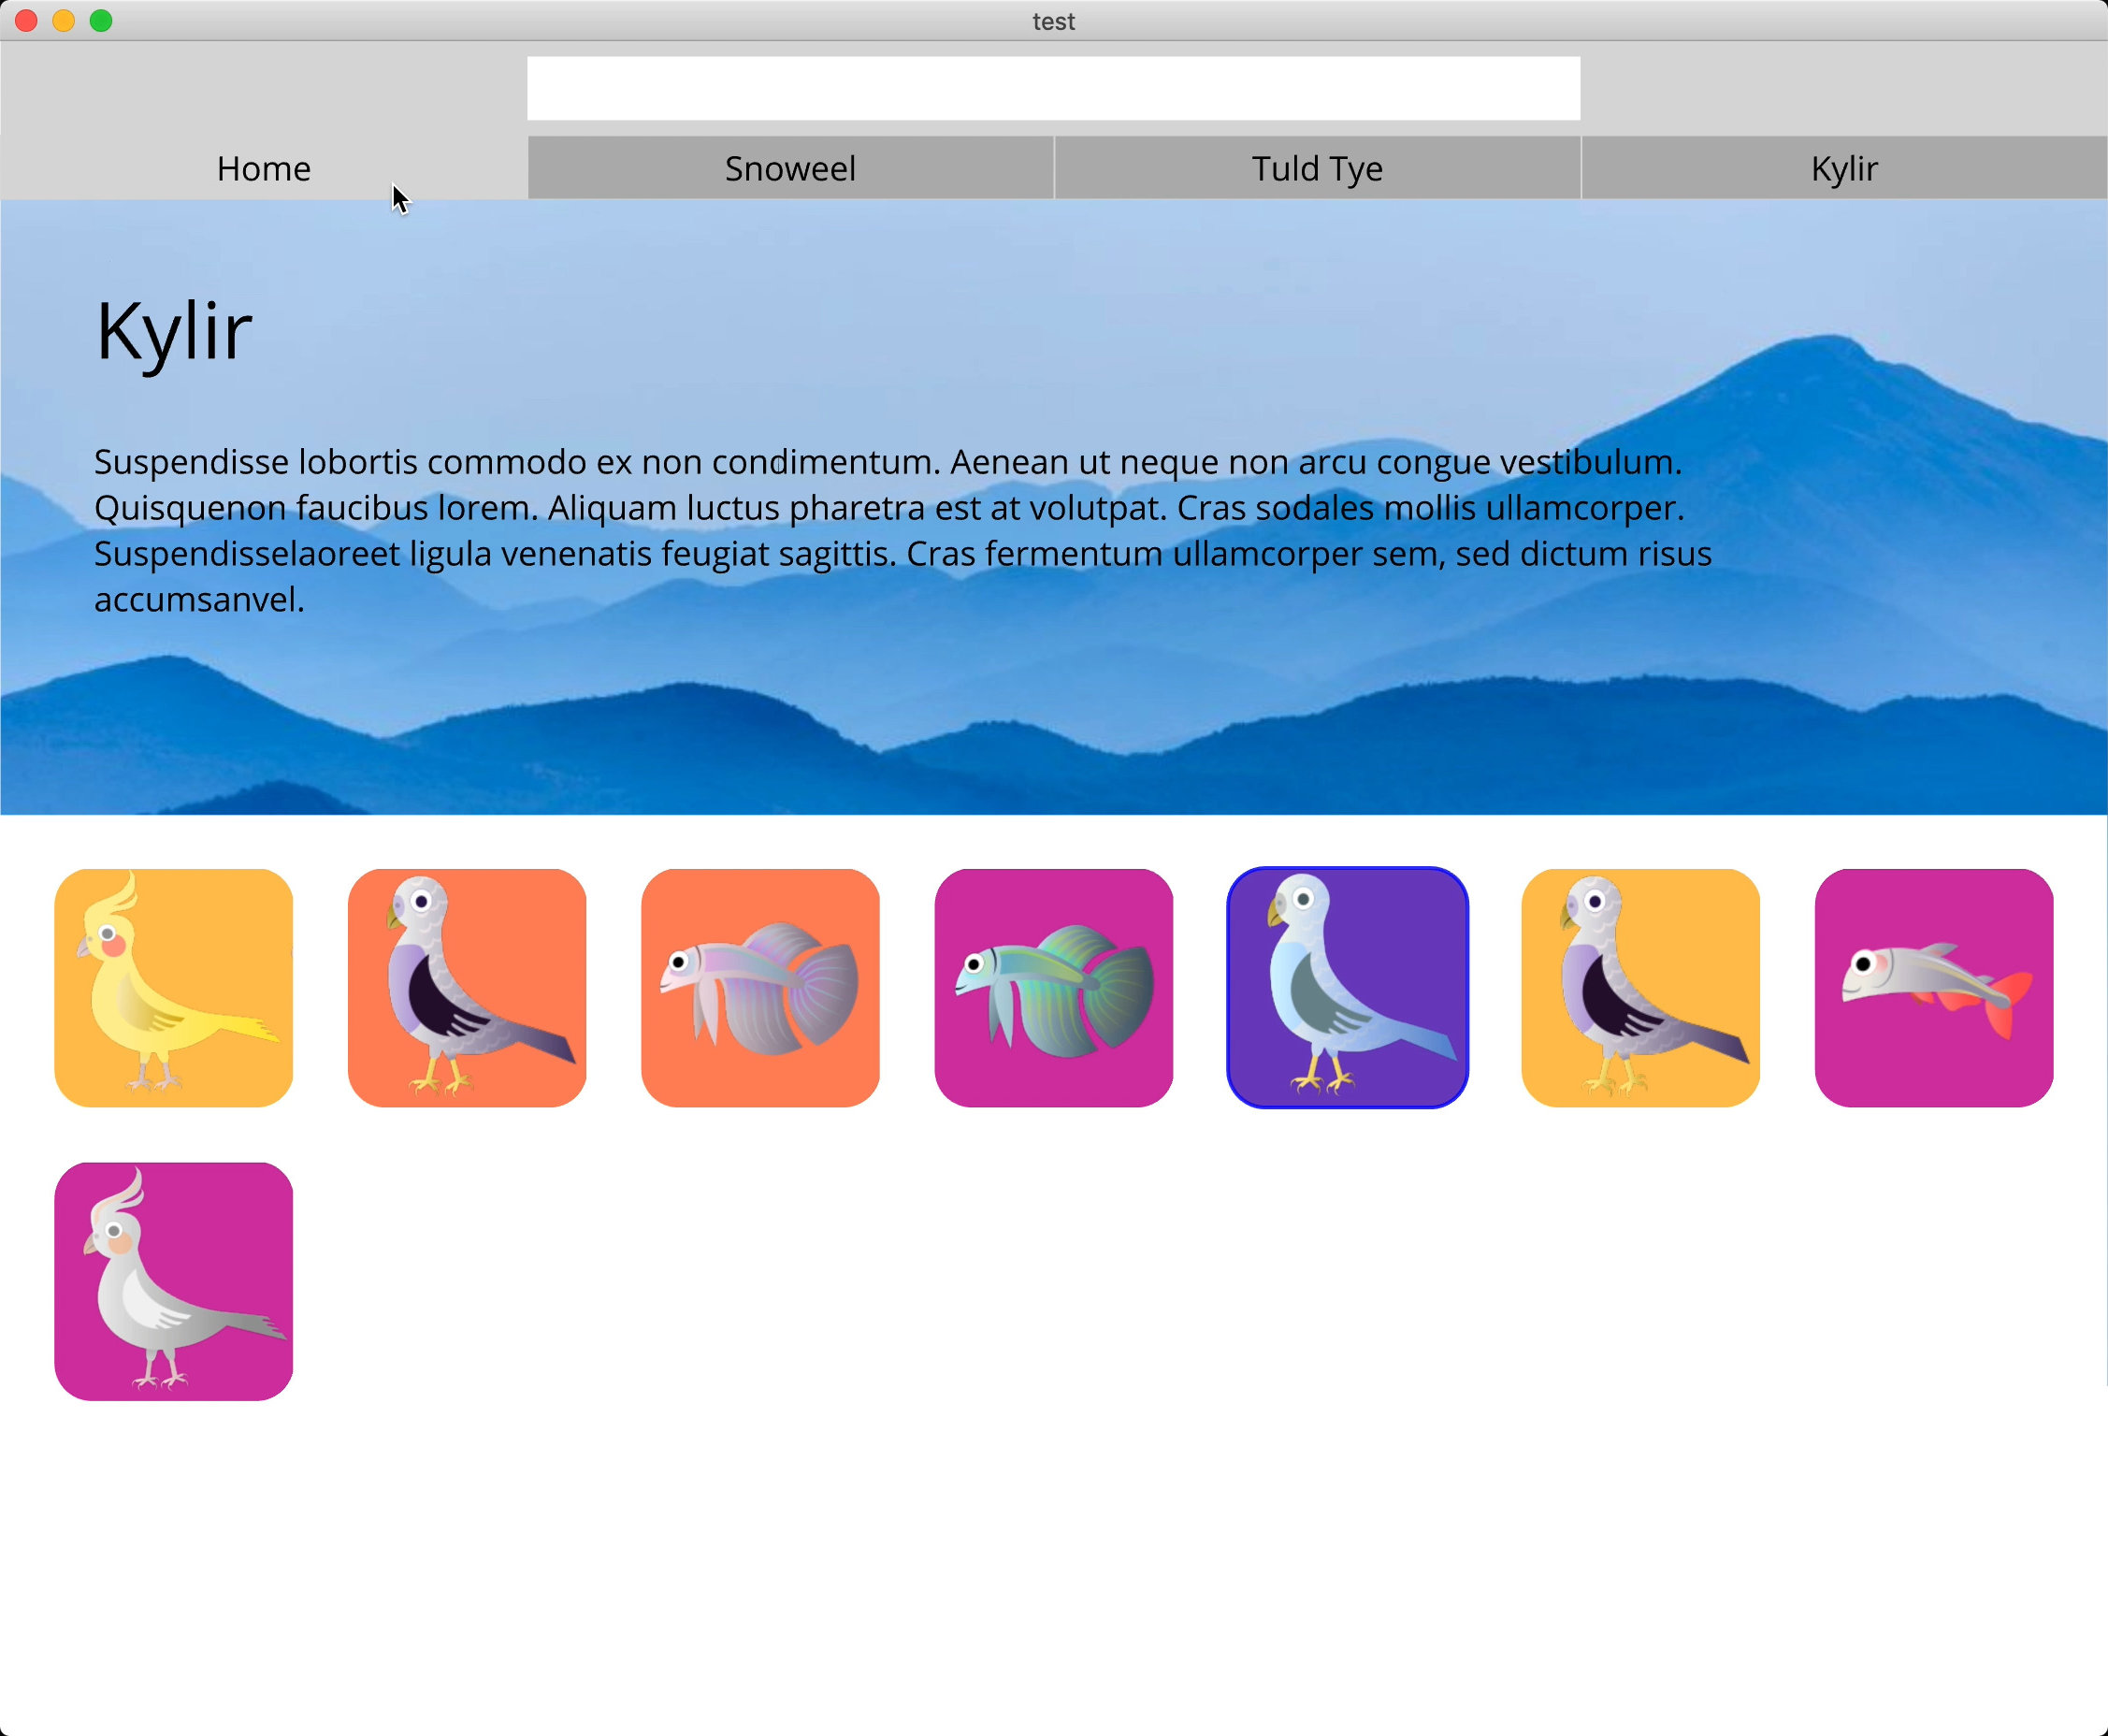 test
Home
Snoweel
Tuld Tye
Kylir
Kylir
Suspendisse lobortis commodo ex non condimentum. Aenean ut neque non arcu congue vestibulum.
Quisquenon faucibus lorem. Aliquam luctus pharetra est at volutpat. Cras sodales mollis ullamcorper.
Suspendisselaoreet ligula venenatis feugiat sagittis. Cras fermentum ullamcorper sem, sed dictum risus
accumsanvel.